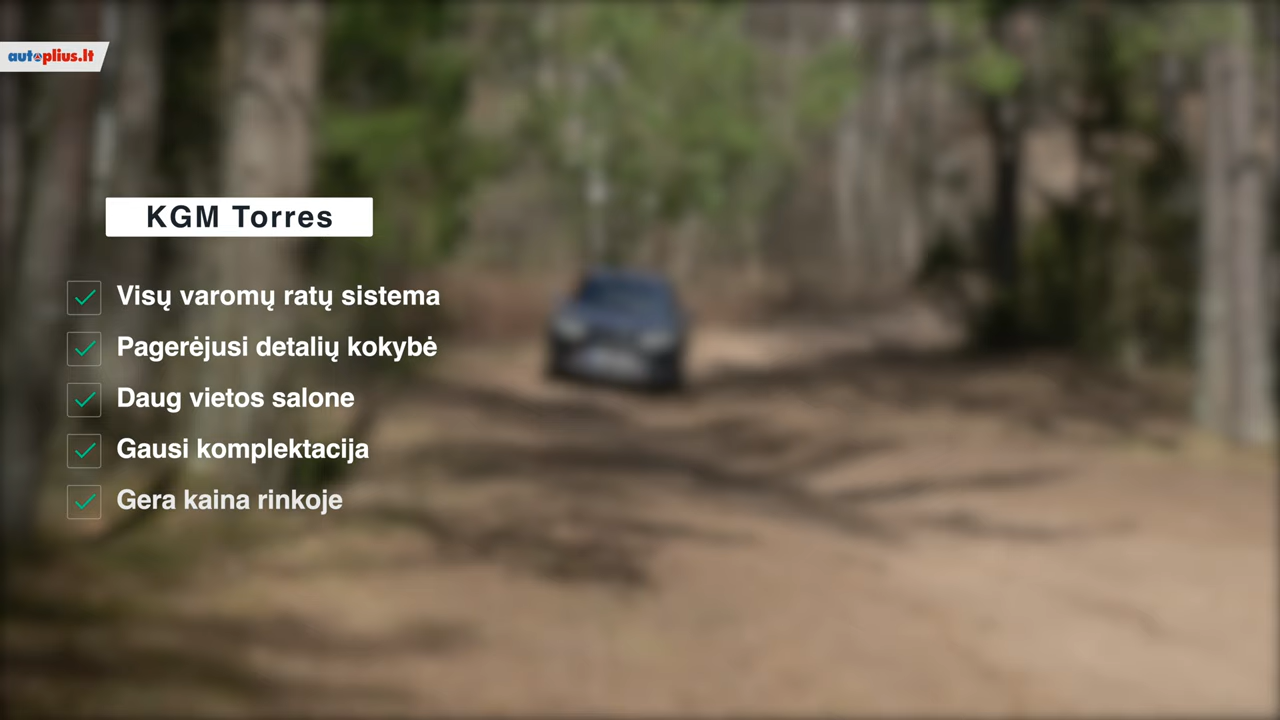 autoplius.lt
KGM Torres
Visų varomų ratų sistema
Pagerėjusi detalių kokybė
Daug vietos salone
Gausi komplektacija
Gera kaina rinkoje